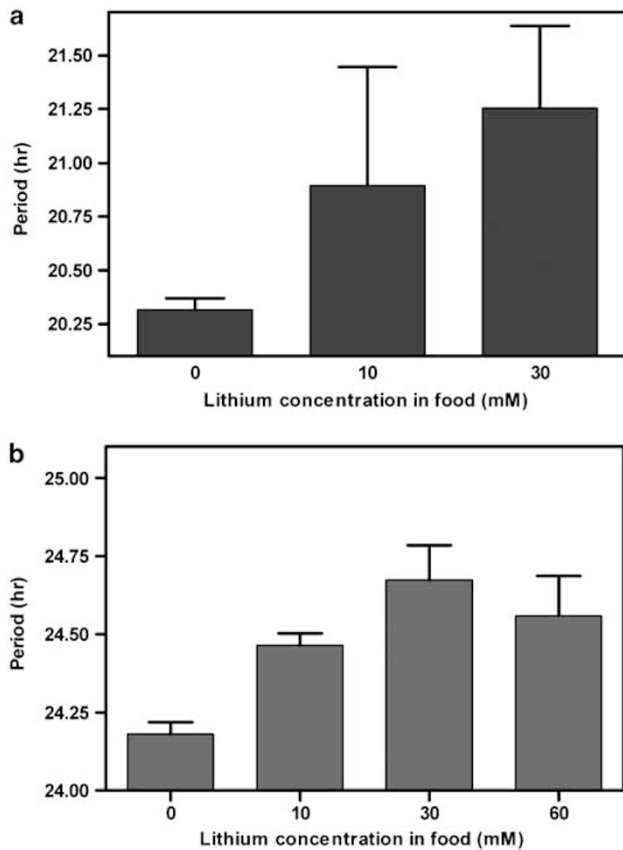 a
21.50
21.25
21.00
20.75
20.50
20.25
Period (hr)
0 10 30
Lithium concentration in food (mM)
b
25.00
24.75
24.50
24.25
24.00
Period (hr)
0 10 30 60
Lithium concentration in food (mM)